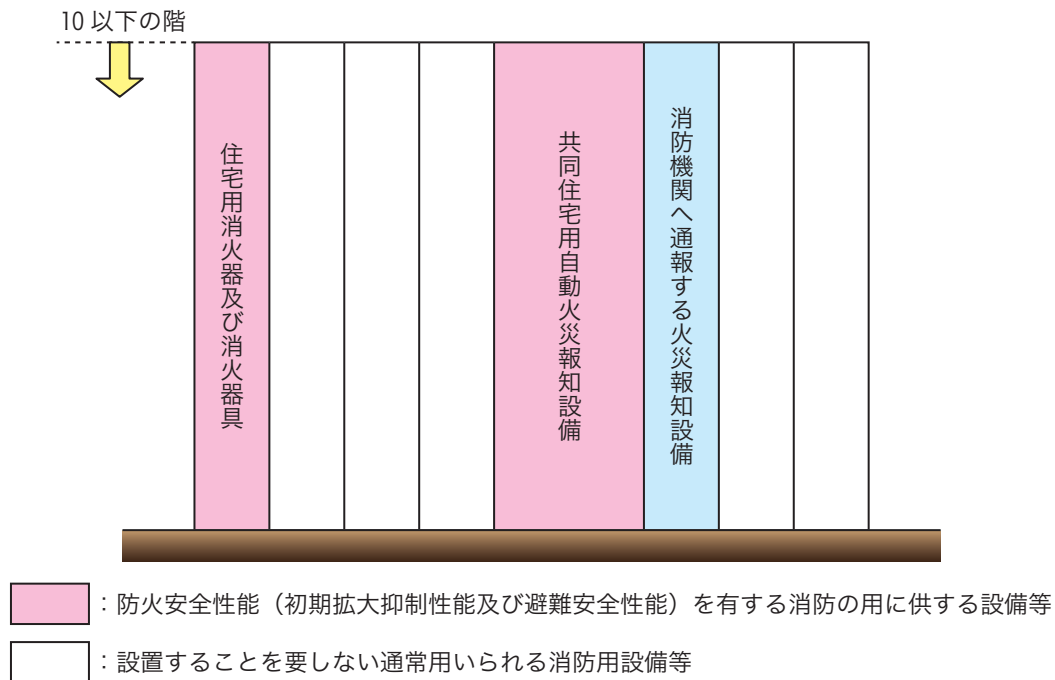 10 以下の階
住宅用消火器及び消火器具
共同住宅用自動火災報知設備
消防機関へ通報する火災報知設備
：防火安全性能（初期拡大抑制性能及び避難安全性能）を有する消防の用に供する設備等
：設置することを要しない通常用いられる消防用設備等